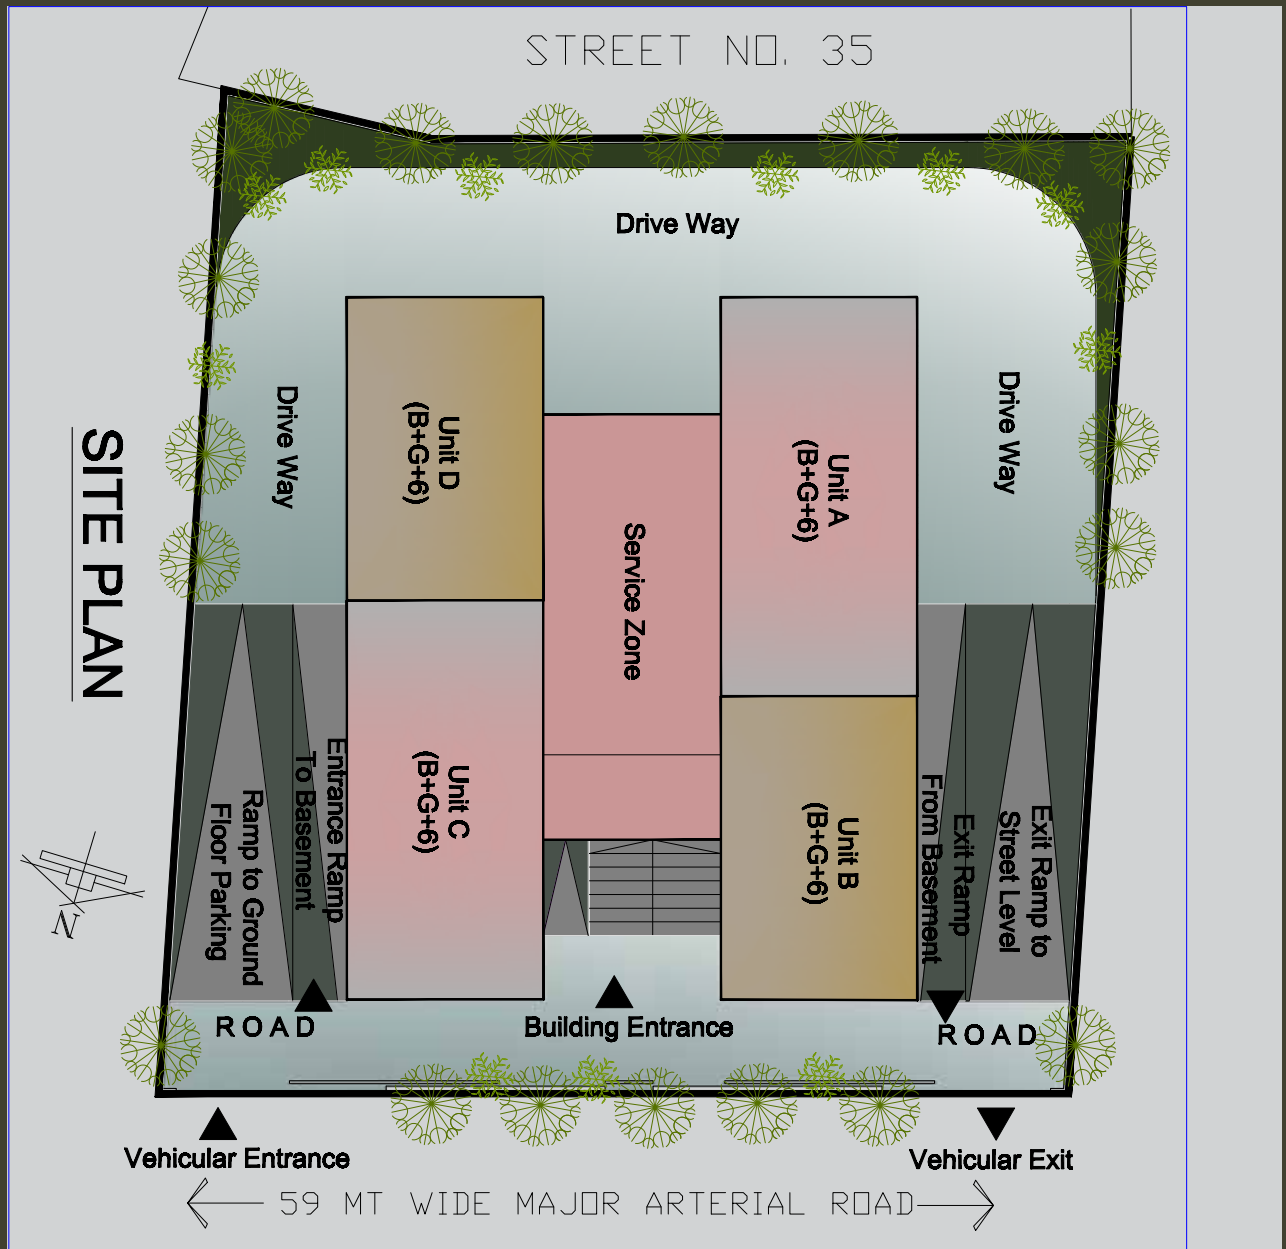 STREET NO. 35
Drive Way
Drive Way
Drive Way
SITE PLAN
Unit D
(B+G+6)
Unit A
(B+G+6)
Service Zone
Unit C
(B+G+6)
Unit B
(B+G+6)
Ramp to Ground
Floor Parking
Entrance Ramp
To Basement
Exit Ramp
From Basement
Exit Ramp to
Street Level
N
ROAD
Building Entrance
ROAD
Vehicular Entrance
Vehicular Exit
59 MT WIDE MAJOR ARTERIAL ROAD